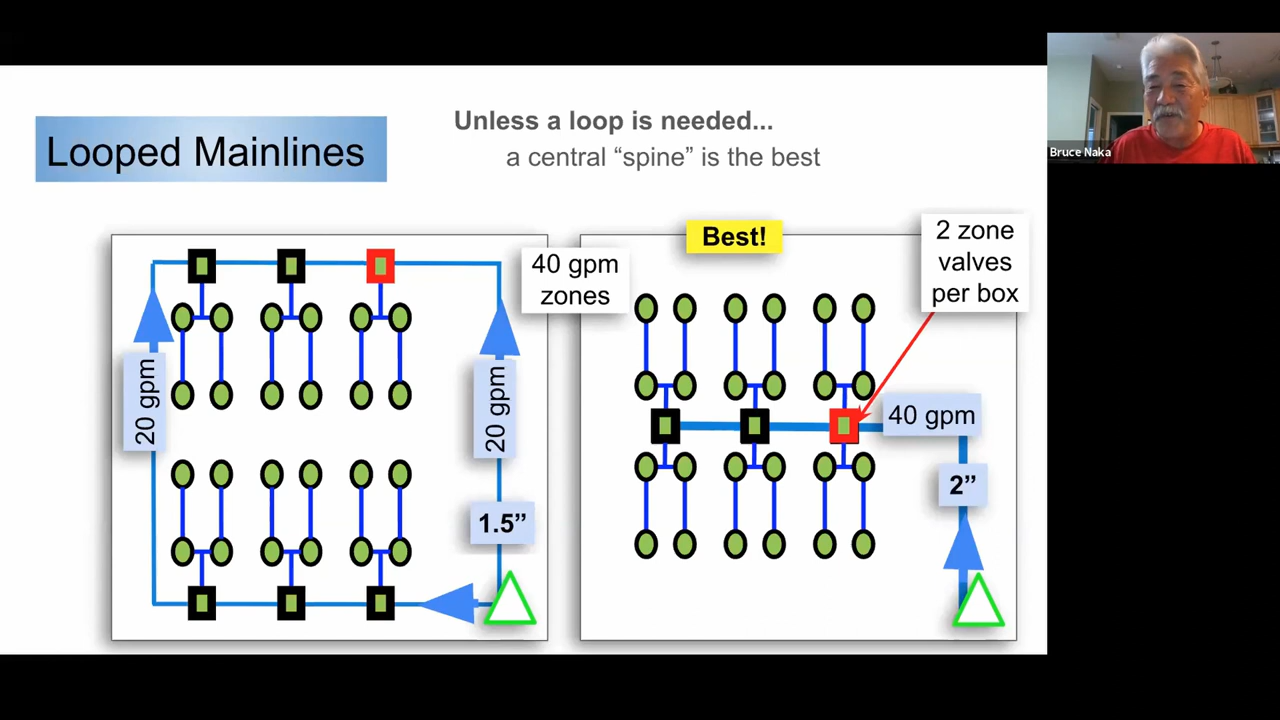 Looped Mainlines
Unless a loop is needed...
a central “spine” is the best
Bruce Naka
40 gpm
zones
20 gpm
20 gpm
1.5”
Best!
2 zone
valves
per box
40 gpm
2”